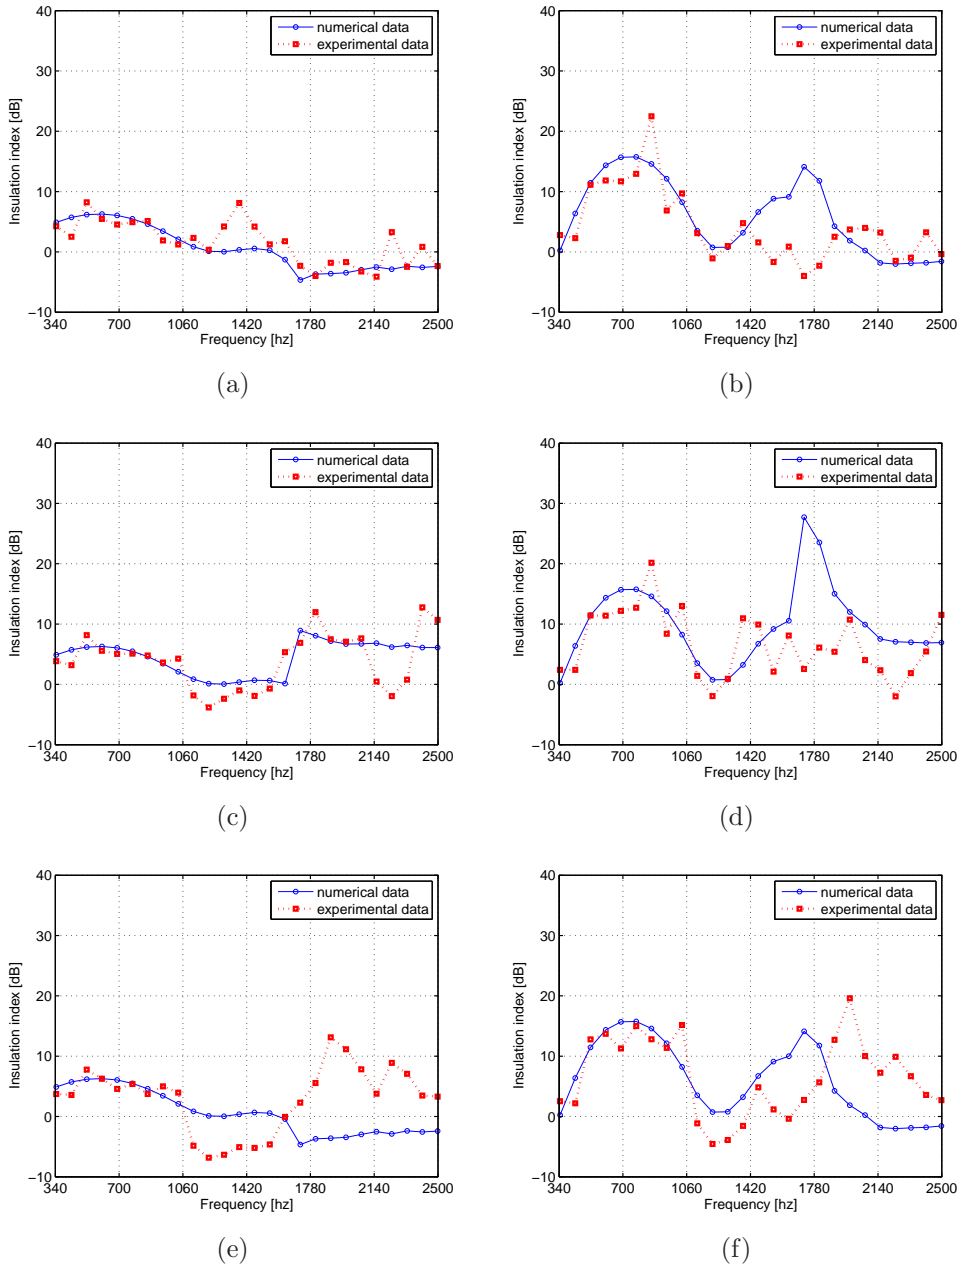 40
30
20
10
0
−10
340 700 1060 1420 1780 2140 2500
Insulation index [dB]
Frequency [hz]
numerical data
experimental data
(a)
40
30
20
10
0
−10
340 700 1060 1420 1780 2140 2500
Insulation index [dB]
Frequency [hz]
numerical data
experimental data
(b)
40
30
20
10
0
−10
340 700 1060 1420 1780 2140 2500
Insulation index [dB]
Frequency [hz]
numerical data
experimental data
(c)
40
30
20
10
0
−10
340 700 1060 1420 1780 2140 2500
Insulation index [dB]
Frequency [hz]
numerical data
experimental data
(d)
40
30
20
10
0
−10
340 700 1060 1420 1780 2140 2500
Insulation index [dB]
Frequency [hz]
numerical data
experimental data
(e)
40
30
20
10
0
−10
340 700 1060 1420 1780 2140 2500
Insulation index [dB]
Frequency [hz]
numerical data
experimental data
(f)